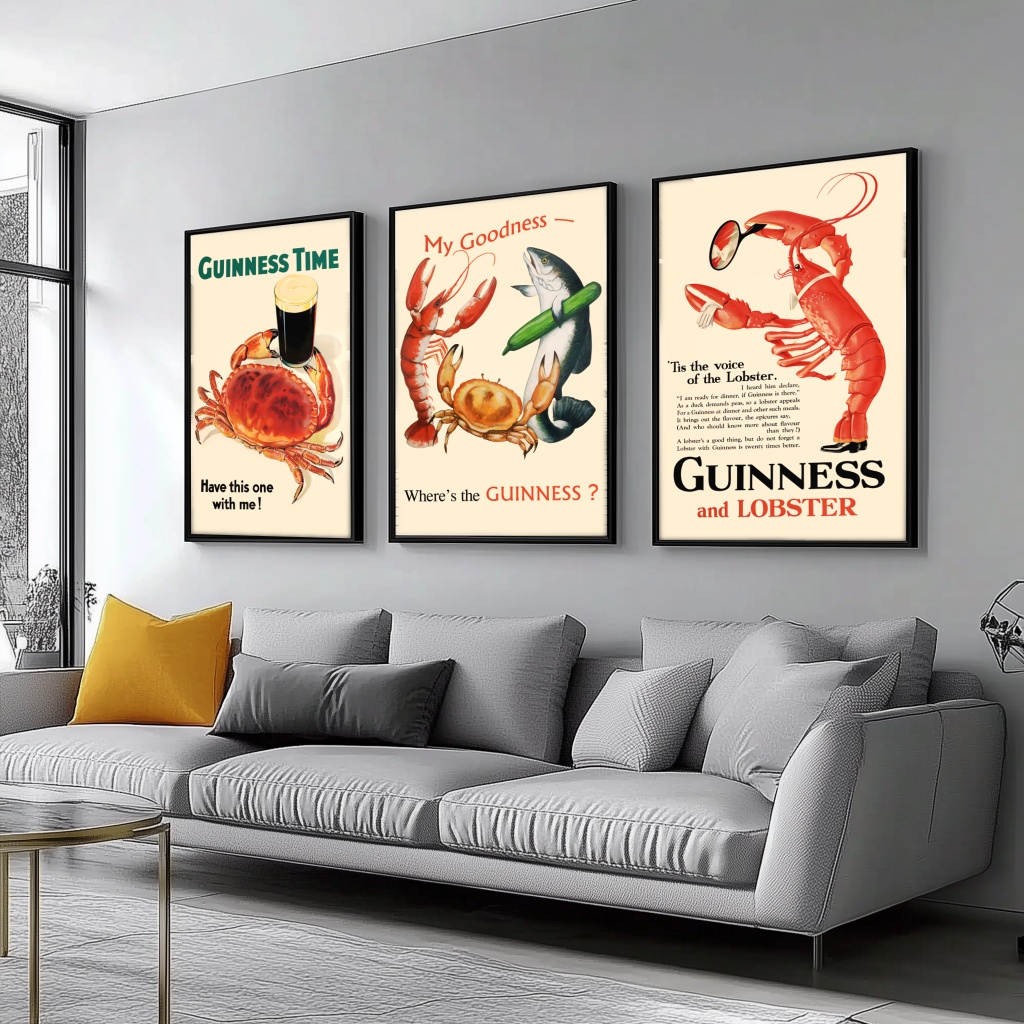 GUINNESS TIME
Have this one
with me!
My Goodness —
Where's the GUINNESS ?
'Tis the voice
of the Lobster.
I heard him declare,
"I am ready for dinner, if Guinness is there."
As a duck demands peas, so a lobster appeals
For a Guinness at dinner and other such meals.
It brings out the flavour, the epicures say,
(And who should know more about flavour
than they?)
A lobster's a good thing, but do not forget a
Lobster with Guinness is twenty times better.
GUINNESS
and LOBSTER